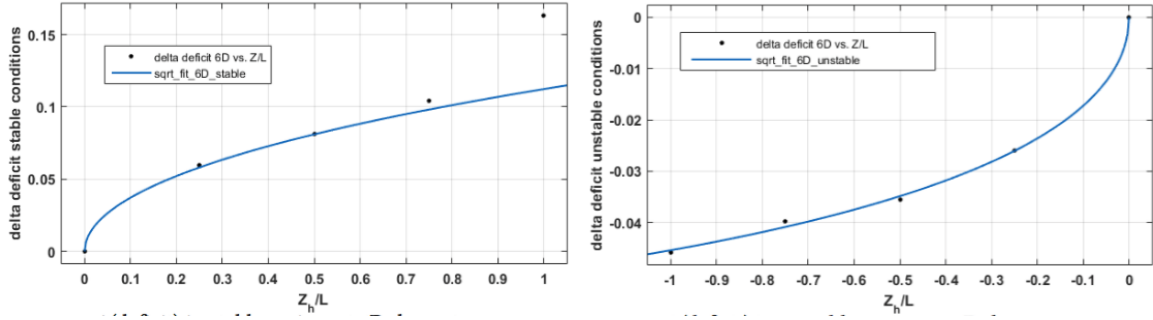 delta deficit stable conditions
0.15
0.1
0.05
0
delta deficit 6D vs. Z/L
sqrt_fit_6D_stable
0 0.1 0.2 0.3 0.4 0.5 0.6 0.7 0.8 0.9 1
Z_h/L
delta deficit unstable conditions
-0
-0.01
-0.02
-0.03
-0.04
delta deficit 6D vs. Z/L
sqrt_fit_6D_unstable
-1 -0.9 -0.8 -0.7 -0.6 -0.5 -0.4 -0.3 -0.2 -0.1 0
Z_h/L